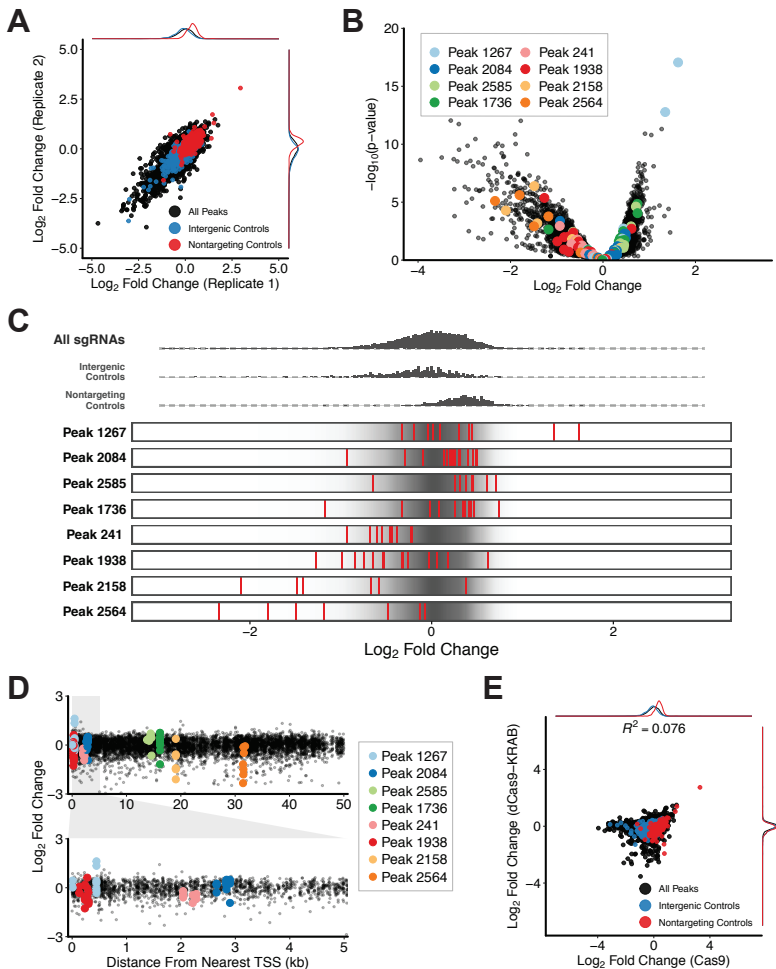 A
5.0
2.5
0.0
−2.5
−5.0
Log2 Fold Change (Replicate 2)
All Peaks
Intergenic Controls
Nontargeting Controls
−5.0 −2.5 0.0 2.5 5.0
Log2 Fold Change (Replicate 1)
B
20
15
10
5
0
−log10(p−value)
Peak 1267 Peak 241
Peak 2084 Peak 1938
Peak 2585 Peak 2158
Peak 1736 Peak 2564
−4 −2 0 2
Log2 Fold Change
C
All sgRNAs
Intergenic
Controls
Nontargeting
Controls
Peak 1267
Peak 2084
Peak 2585
Peak 1736
Peak 241
Peak 1938
Peak 2158
Peak 2564
−2 0 2
Log2 Fold Change
D
3
0
−3
0 10 20 30 40 50
Log2 Fold Change
3
0
−3
0 1 2 3 4 5
Distance From Nearest TSS (kb)
Peak 1267
Peak 2084
Peak 2585
Peak 1736
Peak 241
Peak 1938
Peak 2158
Peak 2564
E
R2 = 0.076
4
0
−4
Log2 Fold Change (dCas9−KRAB)
All Peaks
Intergenic Controls
Nontargeting Controls
−4 0 4
Log2 Fold Change (Cas9)